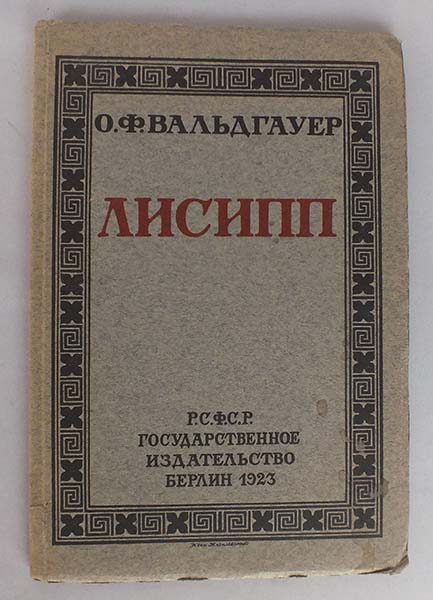 О.Ф.ВАЛЬДГАУЕР
ЛИСИПП
Р.С.Ф.С.Р.
ГОСУДАРСТВЕННОЕ
ИЗДАТЕЛЬСТВО
БЕРЛИН 1923